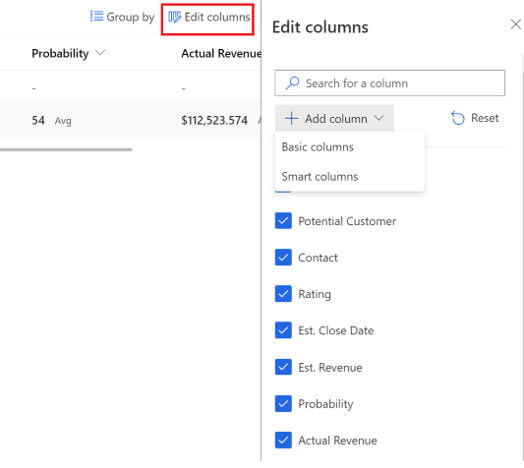 Group by
Edit columns
Probability
Actual Revenue
-
-
54 Avg
$112,523.574
Edit columns
Search for a column
Add column
Reset
Basic columns
Smart columns
Potential Customer
Contact
Rating
Est. Close Date
Est. Revenue
Probability
Actual Revenue